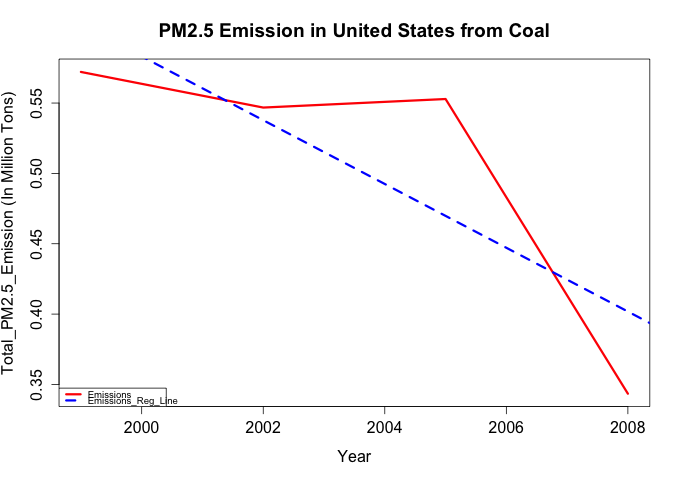 PM2.5 Emission in United States from Coal
Total_PM2.5_Emission (In Million Tons)
0.55
0.50
0.45
0.40
0.35
Emissions
Emissions_Reg_Line
2000 2002 2004 2006 2008
Year